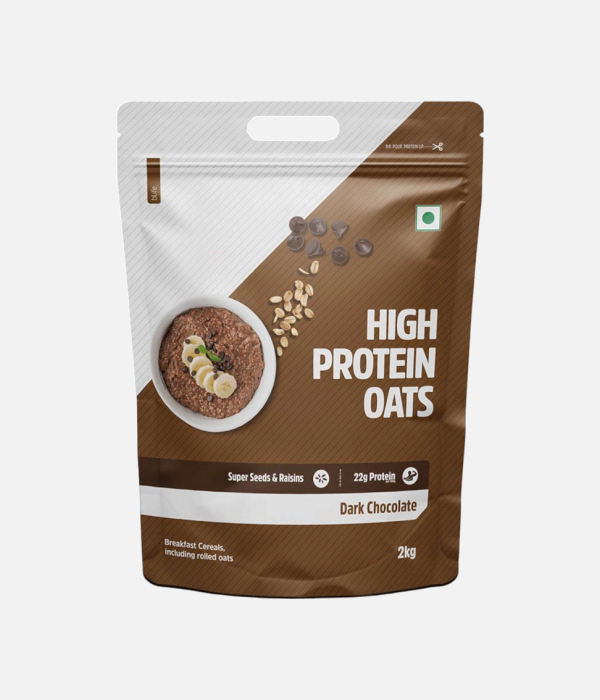 HIGH
PROTEIN
OATS
Super Seeds & Raisins
22g Protein
Dark Chocolate
Breakfast Cereals,
including rolled oats
2kg